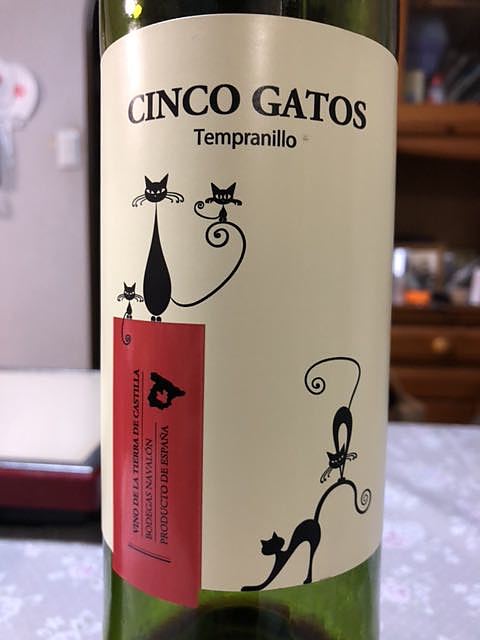 CINCO GATOS
Tempranillo
VINO DE LA TIERRA DE CASTILLA
BODEGAS NAVALÓN
PRODUCTO DE ESPAÑA